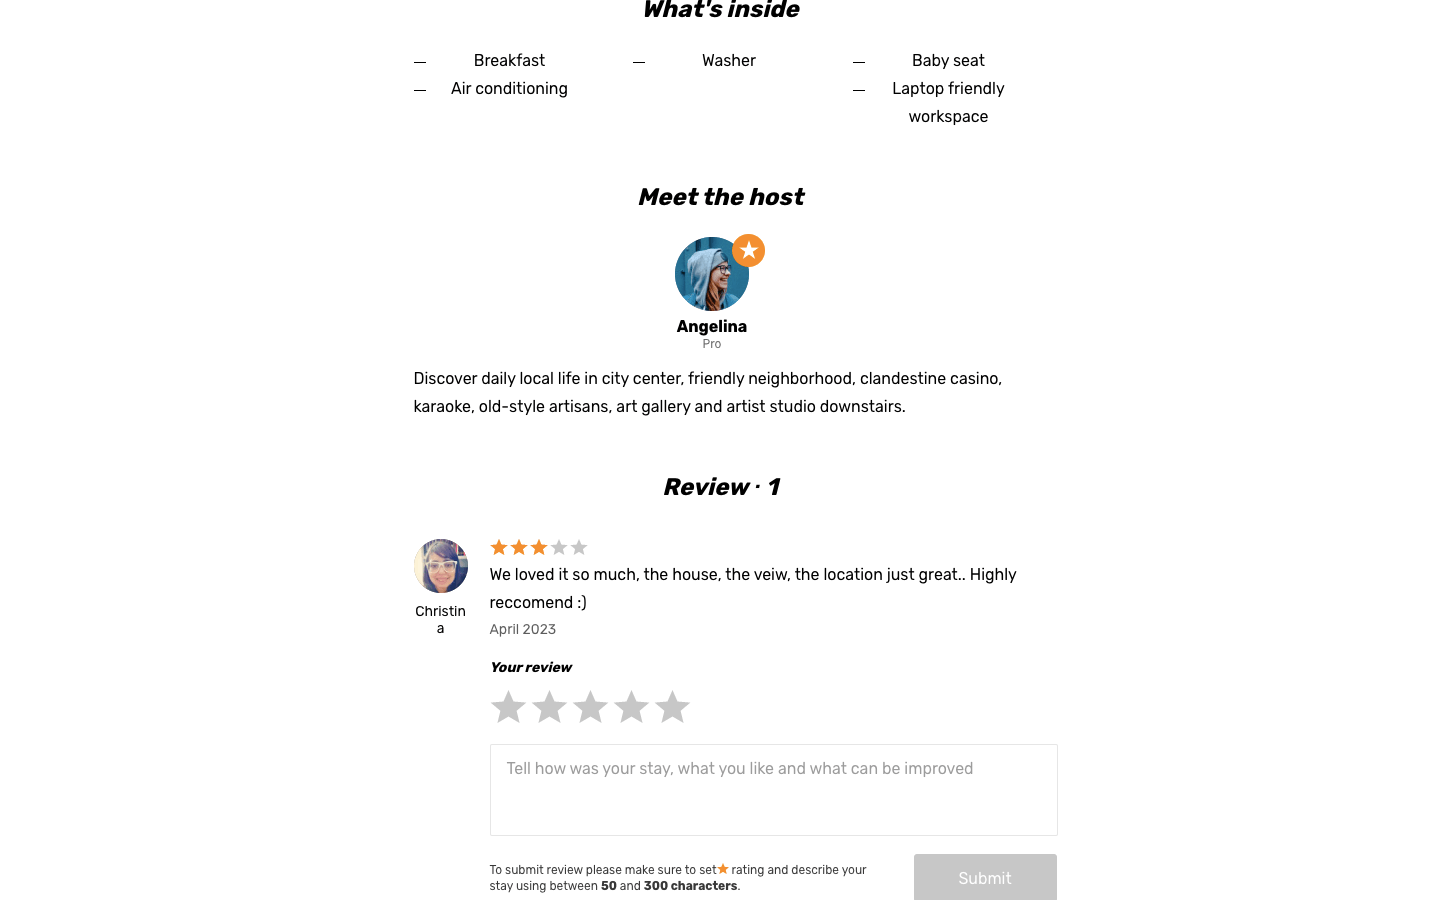 What's inside
— Breakfast
— Washer
— Baby seat
— Air conditioning
— Laptop friendly
workspace
Meet the host
Angelina
Pro
Discover daily local life in city center, friendly neighborhood, clandestine casino,
karaoke, old-style artisans, art gallery and artist studio downstairs.
Review · 1
Christin
a
We loved it so much, the house, the veiw, the location just great.. Highly
reccomend :)
April 2023
Your review
Tell how was your stay, what you like and what can be improved
To submit review please make sure to set rating and describe your
stay using between 50 and 300 characters.
Submit